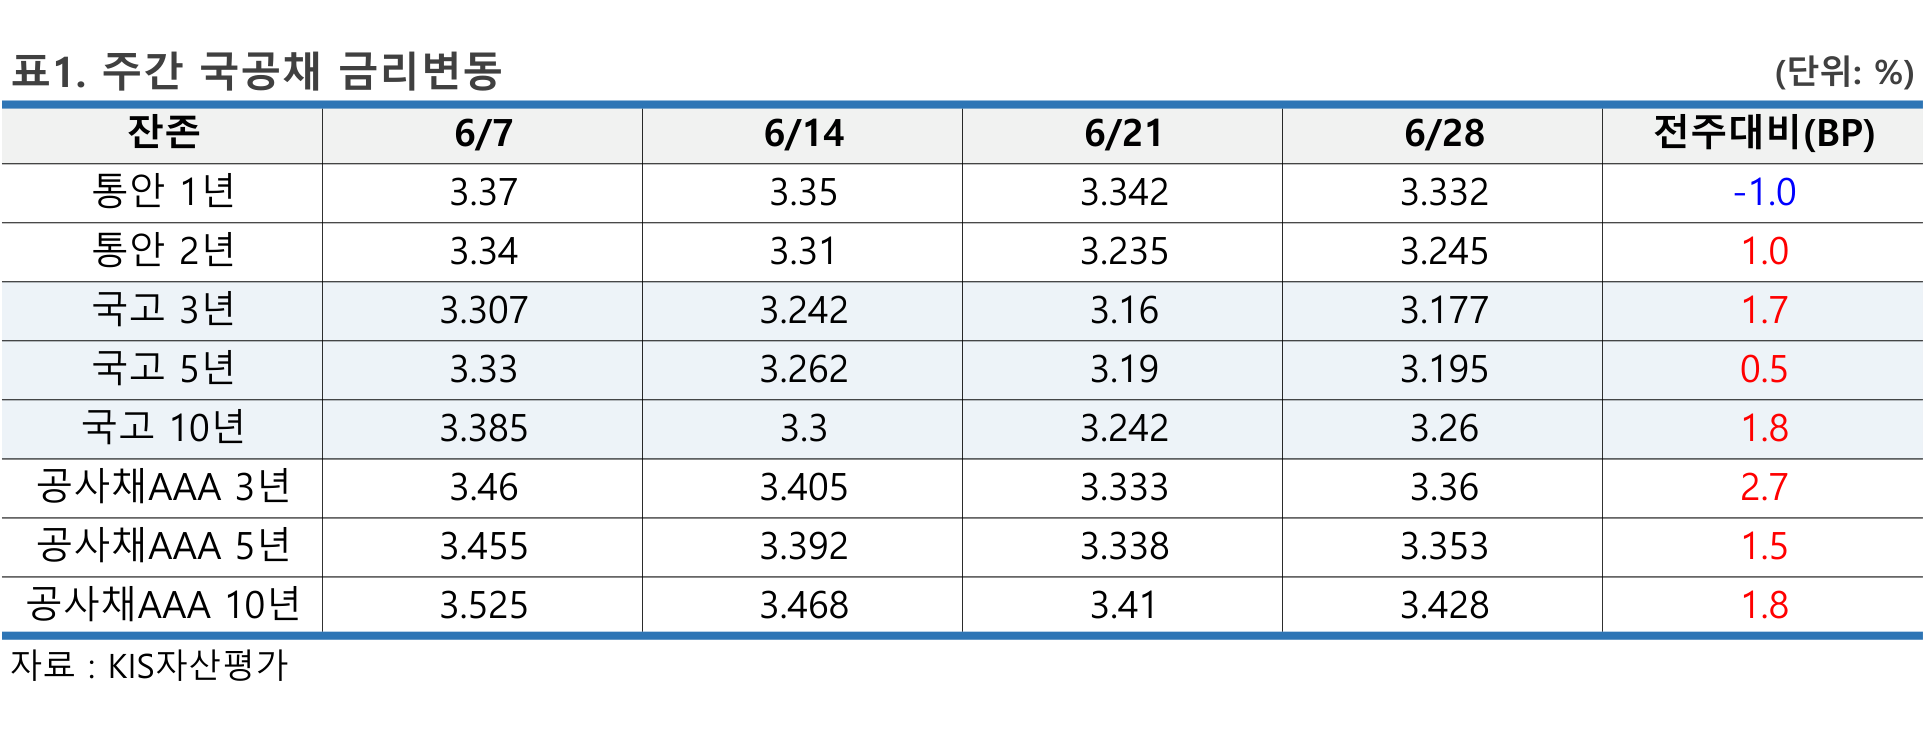 표1. 주간 국공채 금리변동 (단위: %)
잔존 6/7 6/14 6/21 6/28 전주대비(BP)
통안 1년 3.37 3.35 3.342 3.332 -1.0
통안 2년 3.34 3.31 3.235 3.245 1.0
국고 3년 3.307 3.242 3.16 3.177 1.7
국고 5년 3.33 3.262 3.19 3.195 0.5
국고 10년 3.385 3.3 3.242 3.26 1.8
공사채AAA 3년 3.46 3.405 3.333 3.36 2.7
공사채AAA 5년 3.455 3.392 3.338 3.353 1.5
공사채AAA 10년 3.525 3.468 3.41 3.428 1.8
자료 : KIS자산평가